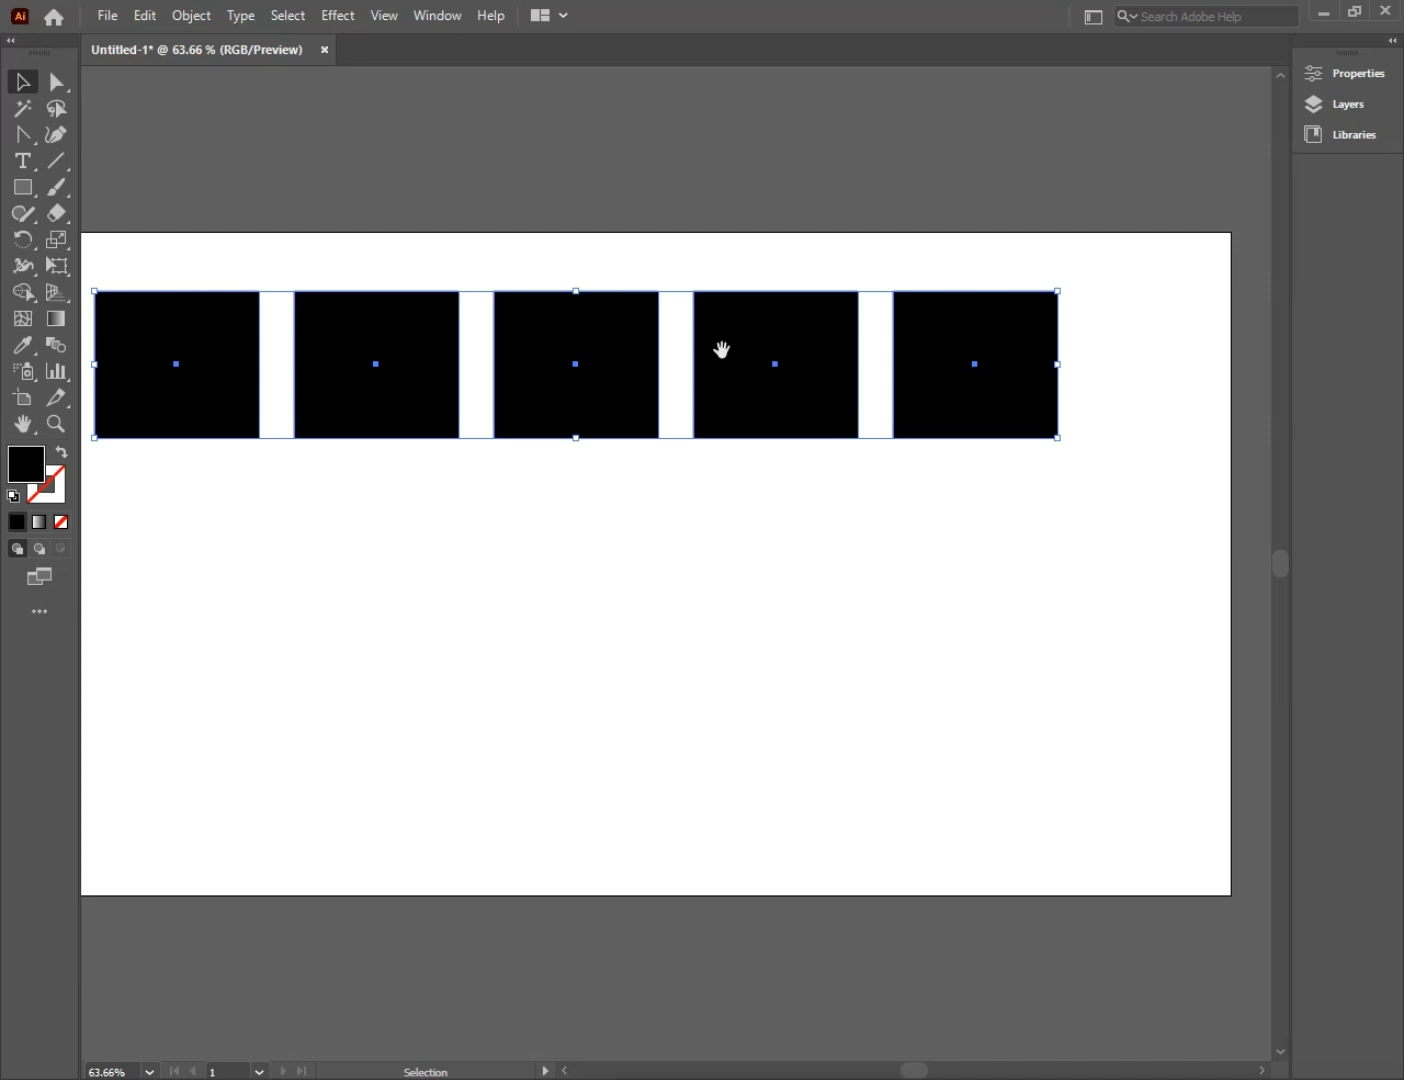 Ai File Edit Object Type Select Effect View Window Help Search Adobe Help
Untitled-1* @ 63.66 % (RGB/Preview)
Properties
Layers
Libraries
T
63.66% 1 Selection